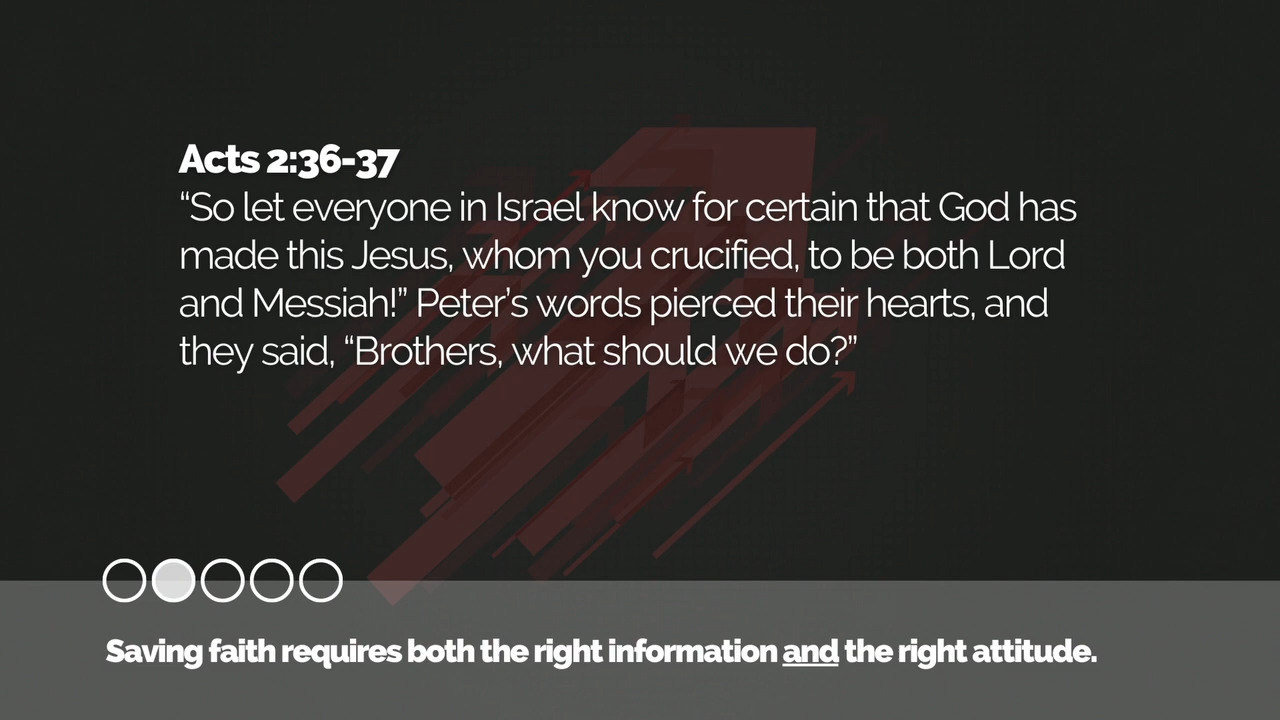 Acts 2:36-37
“So let everyone in Israel know for certain that God has
made this Jesus, whom you crucified, to be both Lord
and Messiah!” Peter’s words pierced their hearts, and
they said, “Brothers, what should we do?”
Saving faith requires both the right information and the right attitude.